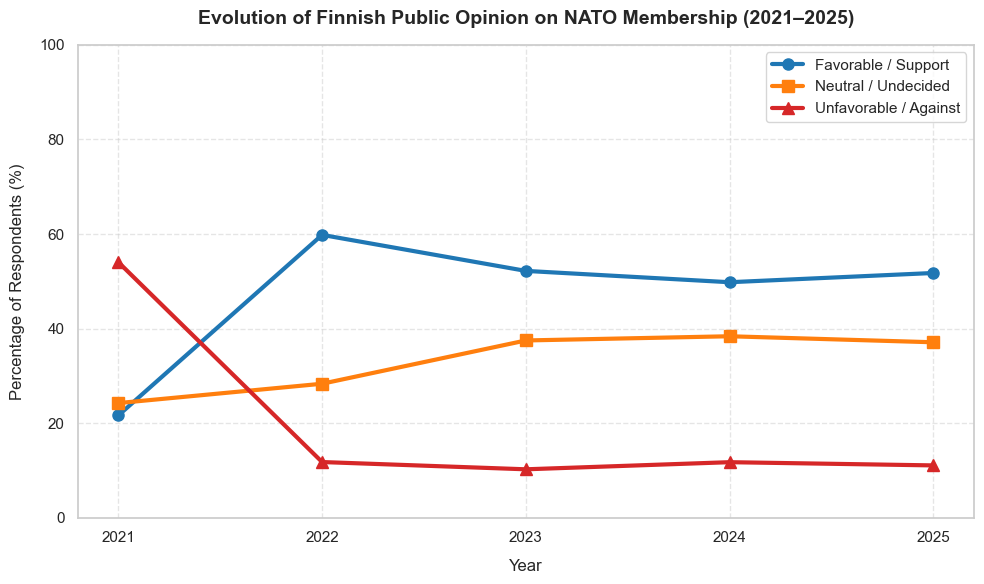 Evolution of Finnish Public Opinion on NATO Membership (2021–2025)
Percentage of Respondents (%)
100
80
60
40
20
0
Favorable / Support
Neutral / Undecided
Unfavorable / Against
2021
2022
2023
2024
2025
Year